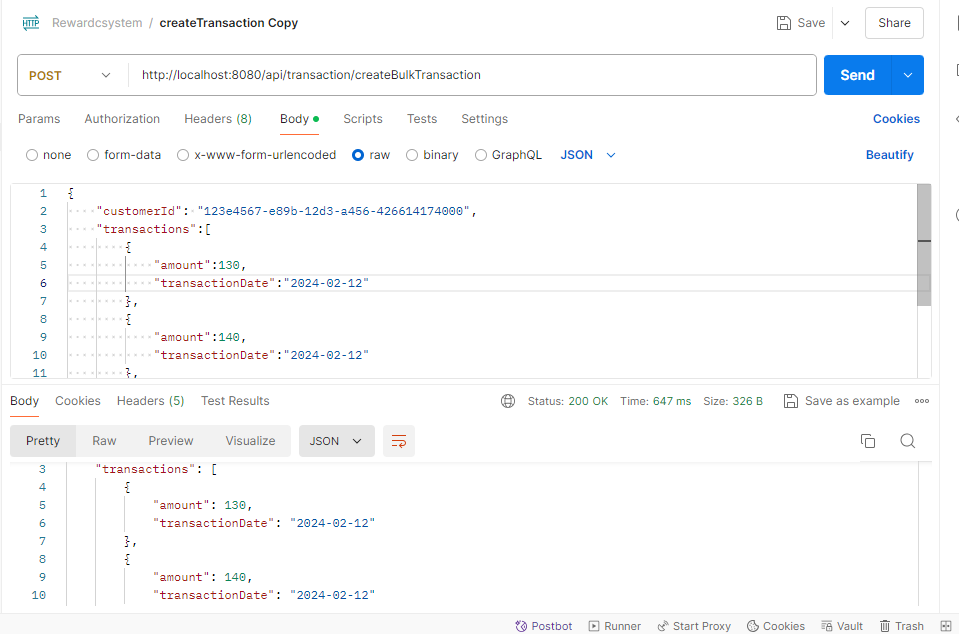 HTTP Rewardcsystem / createTransaction Copy Save Share
POST http://localhost:8080/api/transaction/createBulkTransaction Send
Params Authorization Headers (8) Body Scripts Tests Settings Cookies
none form-data x-www-form-urlencoded raw binary GraphQL JSON Beautify
1 {
2 "customerId": "123e4567-e89b-12d3-a456-426614174000",
3 "transactions":[
4 {
5 "amount":130,
6 "transactionDate":"2024-02-12"
7 },
8 {
9 "amount":140,
10 "transactionDate":"2024-02-12"
11 },
Body Cookies Headers (5) Test Results Status: 200 OK Time: 647 ms Size: 326 B Save as example
Pretty Raw Preview Visualize JSON
3 "transactions": [
4 {
5 "amount": 130,
6 "transactionDate": "2024-02-12"
7 },
8 {
9 "amount": 140,
10 "transactionDate": "2024-02-12"
Postbot Runner Start Proxy Cookies Vault Trash